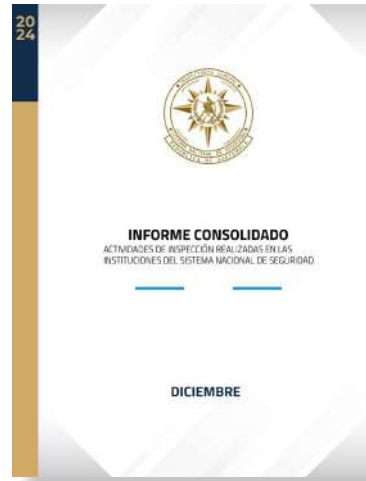 20
24
INFORME CONSOLIDADO
ACTIVIDADES DE INSPECCIÓN REALIZADAS EN LAS
INSTITUCIONES DEL SISTEMA NACIONAL DE SEGURIDAD
DICIEMBRE